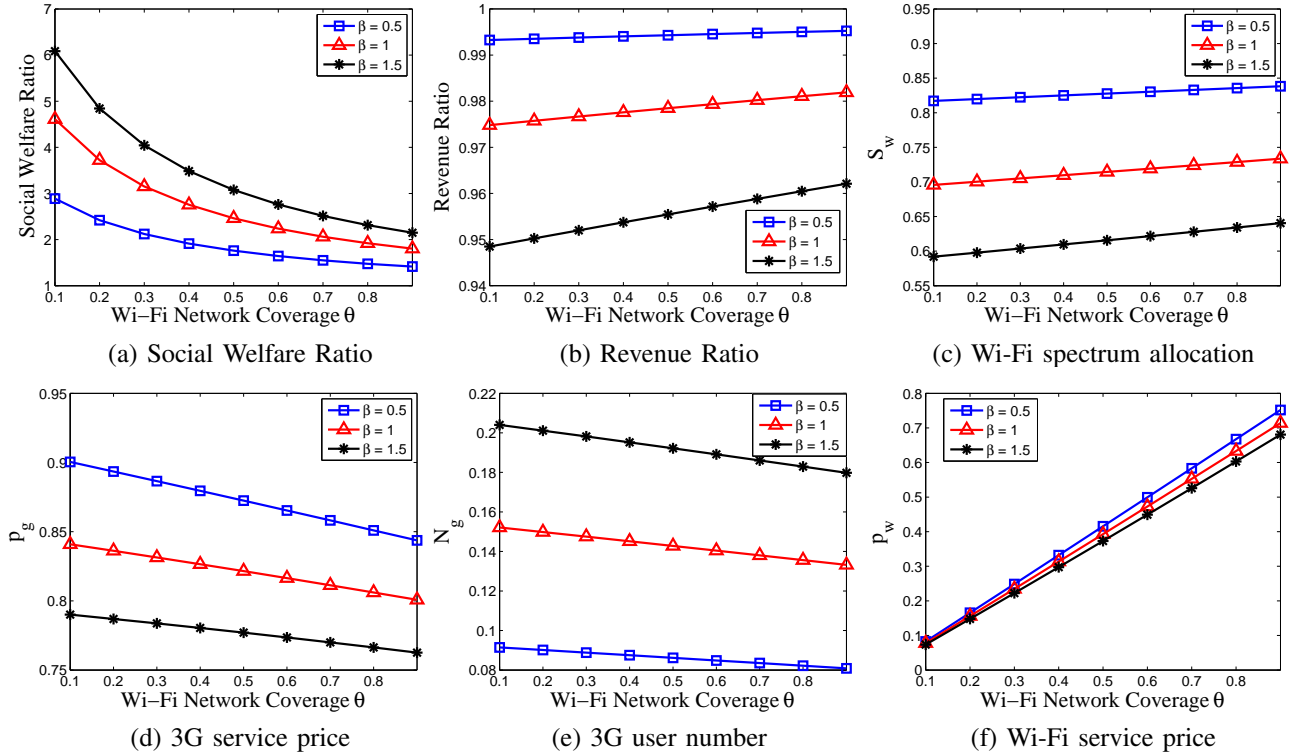 7
6
5
4
3
2
1
Social Welfare Ratio
β = 0.5
β = 1
β = 1.5
0.1 0.2 0.3 0.4 0.5 0.6 0.7 0.8
Wi−Fi Network Coverage θ
(a) Social Welfare Ratio
1
0.99
0.98
0.97
0.96
0.95
0.94
Revenue Ratio
β = 0.5
β = 1
β = 1.5
0.1 0.2 0.3 0.4 0.5 0.6 0.7 0.8
Wi−Fi Network Coverage θ
(b) Revenue Ratio
0.95
0.9
0.85
0.8
0.75
0.7
0.65
0.6
0.55
S_w
β = 0.5
β = 1
β = 1.5
0.1 0.2 0.3 0.4 0.5 0.6 0.7 0.8
Wi−Fi Network Coverage θ
(c) Wi-Fi spectrum allocation
0.95
0.9
0.85
0.8
0.75
p_g
β = 0.5
β = 1
β = 1.5
0.1 0.2 0.3 0.4 0.5 0.6 0.7 0.8
Wi−Fi Network Coverage θ
(d) 3G service price
0.22
0.2
0.18
0.16
0.14
0.12
0.1
0.08
N_g
β = 0.5
β = 1
β = 1.5
0.1 0.2 0.3 0.4 0.5 0.6 0.7 0.8
Wi−Fi Network Coverage θ
(e) 3G user number
0.8
0.7
0.6
0.5
0.4
0.3
0.2
0.1
0
p_w
β = 0.5
β = 1
β = 1.5
0.1 0.2 0.3 0.4 0.5 0.6 0.7 0.8
Wi−Fi Network Coverage θ
(f) Wi-Fi service price